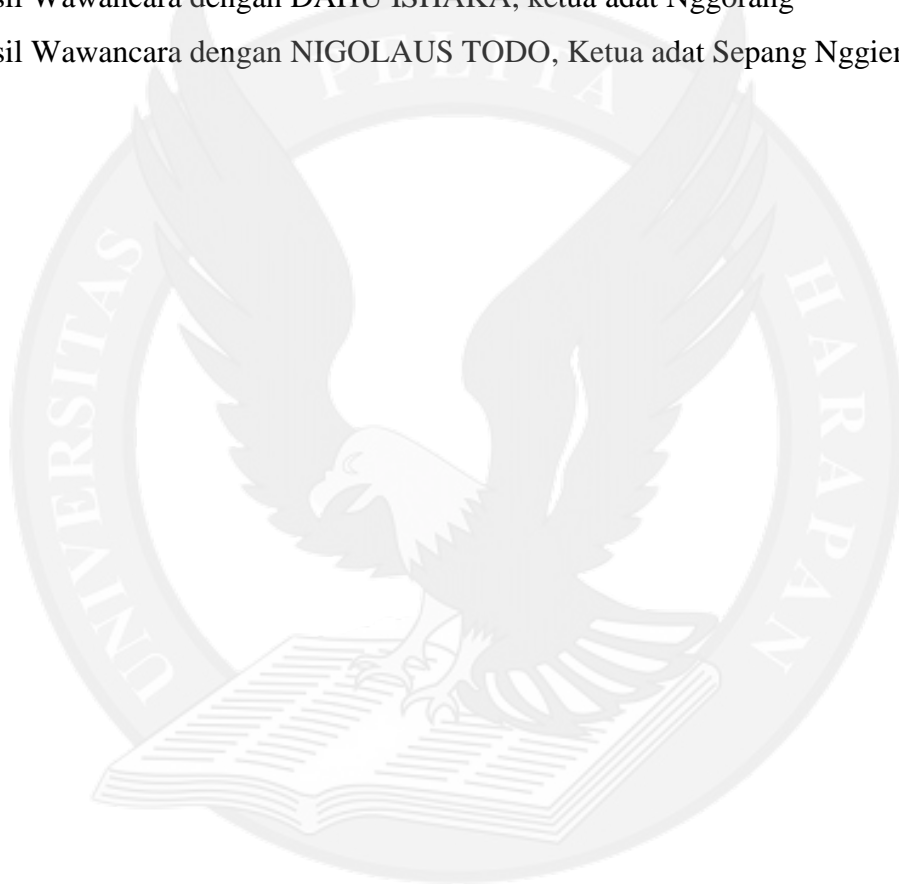 sil Wawancara dengan DAHU ISHAKA, ketua adat Nggorang
sil Wawancara dengan NIGOLAUS TODO, Ketua adat Sepang Nggier
UNIVERSITAS PELITA HARAPAN